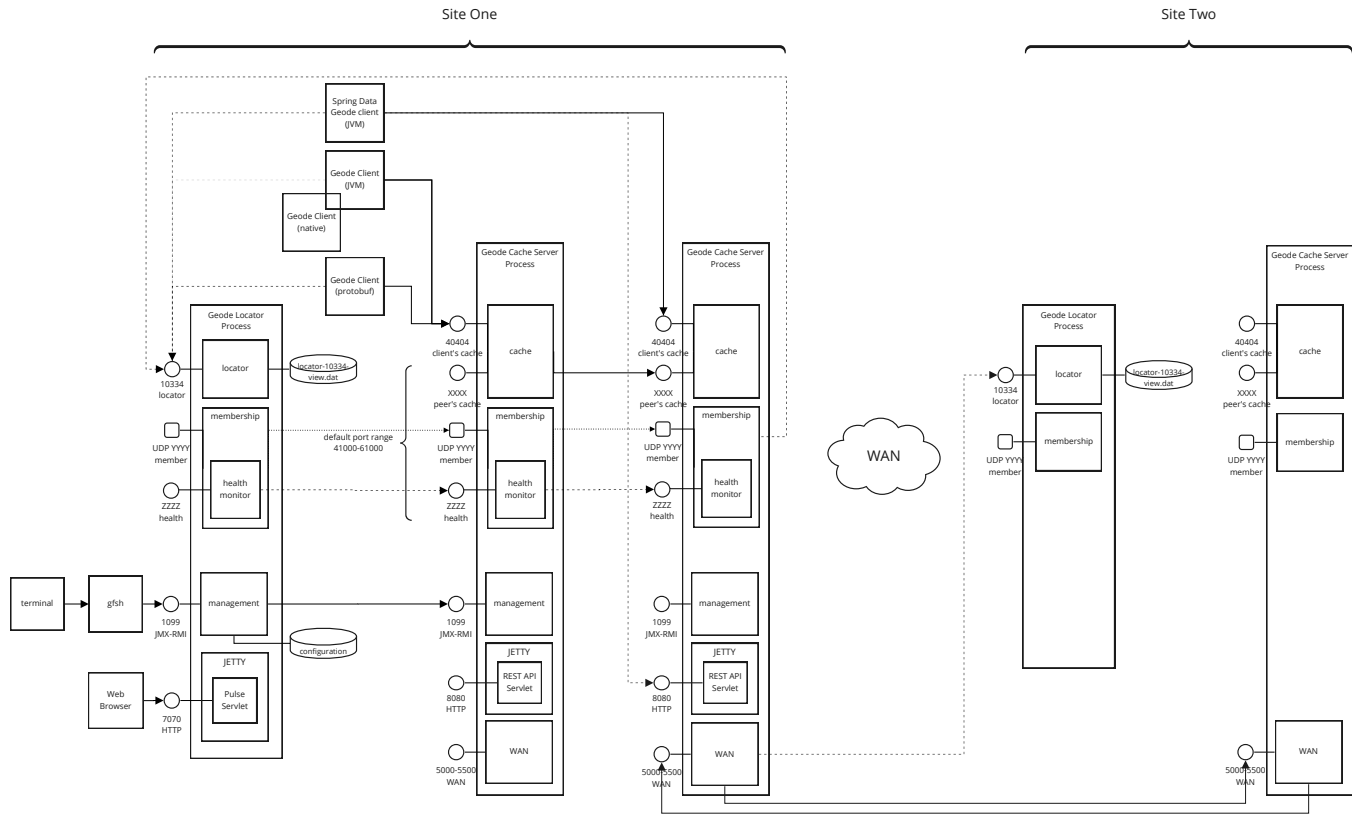 Site One
Site Two
Spring Data
Geode client
(JVM)
Geode Client
(JVM)
Geode Client
(native)
Geode Client
(protobuf)
Geode Locator
Process
locator
locator-10334-
view.dat
10334
locator
membership
UDP YYYY
member
health
monitor
ZZZZ
health
default port range
41000-61000
terminal
gfsh
1099
JMX-RMI
management
configuration
Web
Browser
7070
HTTP
JETTY
Pulse
Servlet
Geode Cache Server
Process
40404
client's cache
cache
XXXX
peer's cache
membership
UDP YYYY
member
health
monitor
ZZZZ
health
1099
JMX-RMI
management
JETTY
REST API
Servlet
8080
HTTP
5000-5500
WAN
WAN
Geode Cache Server
Process
40404
client's cache
cache
XXXX
peer's cache
membership
UDP YYYY
member
health
monitor
ZZZZ
health
1099
JMX-RMI
management
JETTY
REST API
Servlet
8080
HTTP
5000-5500
WAN
WAN
WAN
Geode Locator
Process
locator
locator-10334-
view.dat
10334
locator
UDP YYYY
member
membership
Geode Cache Server
Process
40404
client's cache
cache
XXXX
peer's cache
UDP YYYY
member
membership
5000-5500
WAN
WAN